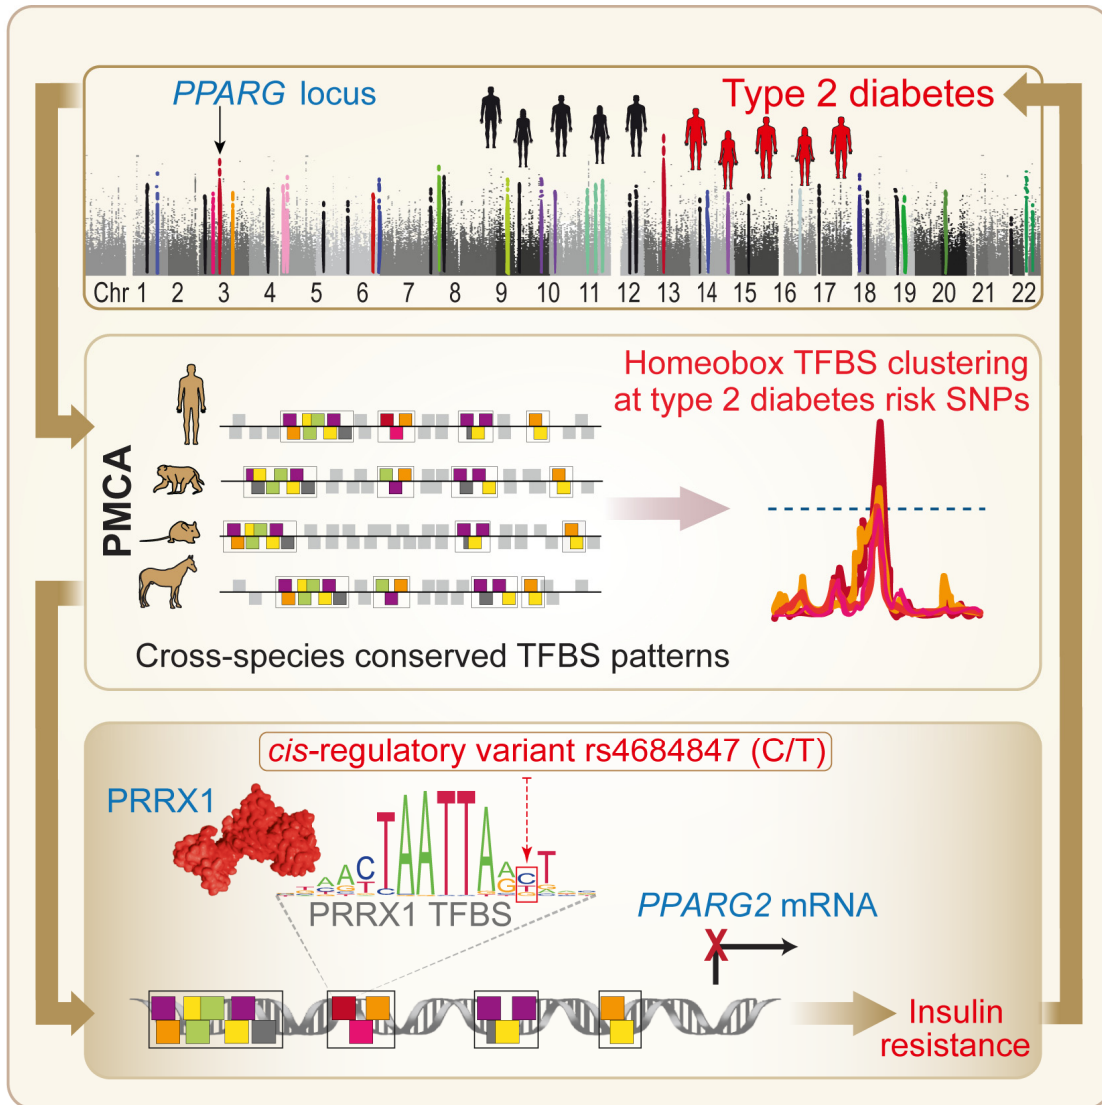 PPARG locus
Type 2 diabetes
Chr 1 2 3 4 5 6 7 8 9 10 11 12 13 14 15 16 17 18 19 20 21 22
PMCA
Homeobox TFBS clustering
at type 2 diabetes risk SNPs
Cross-species conserved TFBS patterns
cis-regulatory variant rs4684847 (C/T)
PRRX1
PRRX1 TFBS
PPARG2 mRNA
X
Insulin
resistance